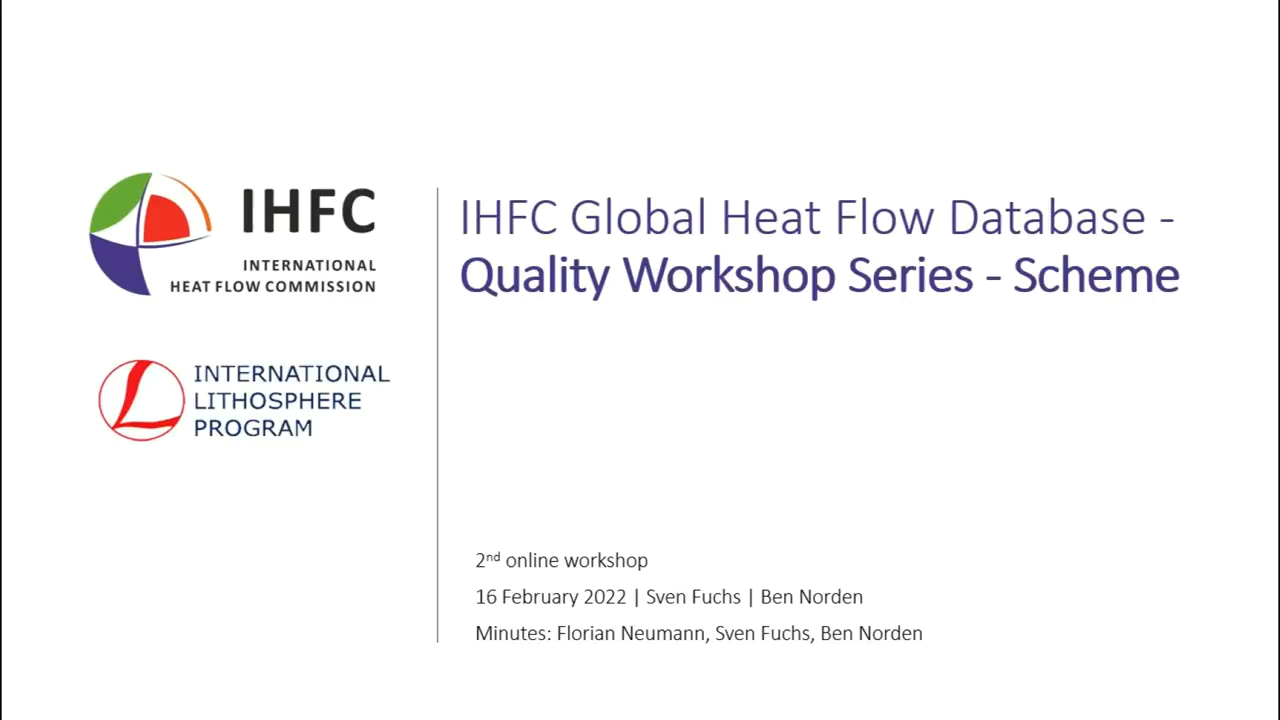 IHFC
INTERNATIONAL
HEAT FLOW COMMISSION
INTERNATIONAL
LITHOSPHERE
PROGRAM
IHFC Global Heat Flow Database -
Quality Workshop Series - Scheme
2nd online workshop
16 February 2022 | Sven Fuchs | Ben Norden
Minutes: Florian Neumann, Sven Fuchs, Ben Norden